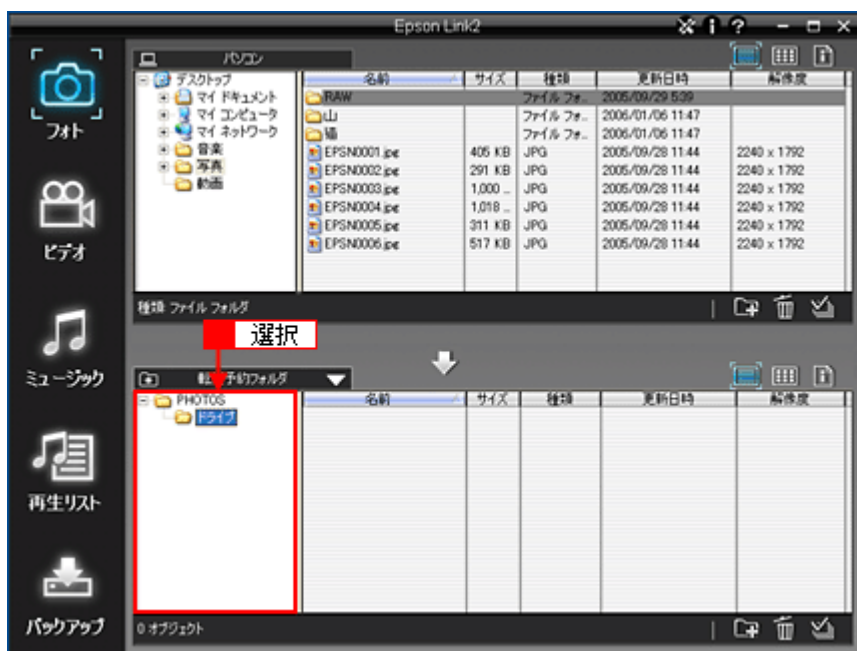 Epson Link2
フォト
ビデオ
ミュージック
再生リスト
バックアップ
パソコン
デスクトップ
マイ ドキュメント
マイ コンピュータ
マイ ネットワーク
音楽
写真
動画
名前 サイズ 種類 更新日時 解像度
RAW ファイル フォ... 2005/09/29 5:39
山 ファイル フォ... 2006/01/06 11:47
猫 ファイル フォ... 2006/01/06 11:47
EPSN0001.jpg 405 KB JPG 2005/09/28 11:44 2240 x 1792
EPSN0002.jpg 291 KB JPG 2005/09/28 11:44 2240 x 1792
EPSN0003.jpg 1,000 ... JPG 2005/09/28 11:44 2240 x 1792
EPSN0004.jpg 1,018 ... JPG 2005/09/28 11:44 2240 x 1792
EPSN0005.jpg 311 KB JPG 2005/09/28 11:44 2240 x 1792
EPSN0006.jpg 517 KB JPG 2005/09/28 11:44 2240 x 1792
種類: ファイル フォルダ
選択
予約フォルダ
PHOTOS
ドライブ
名前 サイズ 種類 更新日時 解像度
0 オブジェクト